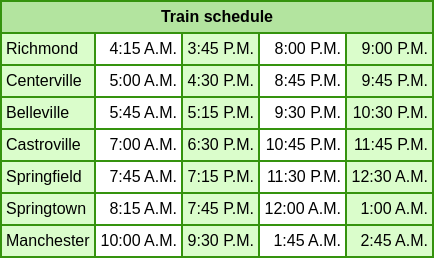 Train schedule
Richmond 4:15 A.M. 3:45 P.M. 8:00 P.M. 9:00 P.M.
Centerville 5:00 A.M. 4:30 P.M. 8:45 P.M. 9:45 P.M.
Belleville 5:45 A.M. 5:15 P.M. 9:30 P.M. 10:30 P.M.
Castroville 7:00 A.M. 6:30 P.M. 10:45 P.M. 11:45 P.M.
Springfield 7:45 A.M. 7:15 P.M. 11:30 P.M. 12:30 A.M.
Springtown 8:15 A.M. 7:45 P.M. 12:00 A.M. 1:00 A.M.
Manchester 10:00 A.M. 9:30 P.M. 1:45 A.M. 2:45 A.M.